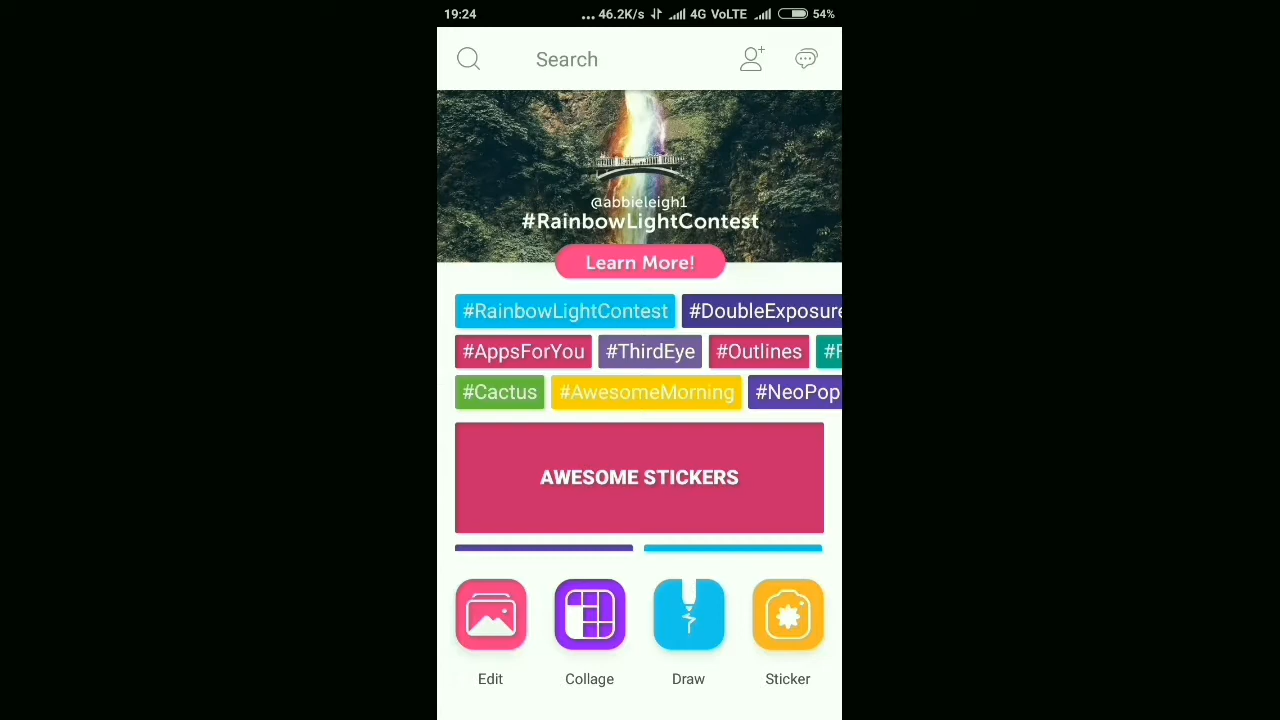 19:24 ... 46.2K/s 4G VoLTE 54%
Search
@abbieleigh1
#RainbowLightContest
Learn More!
#RainbowLightContest #DoubleExposure
#AppsForYou #ThirdEye #Outlines #F
#Cactus #AwesomeMorning #NeoPop
AWESOME STICKERS
Edit Collage Draw Sticker